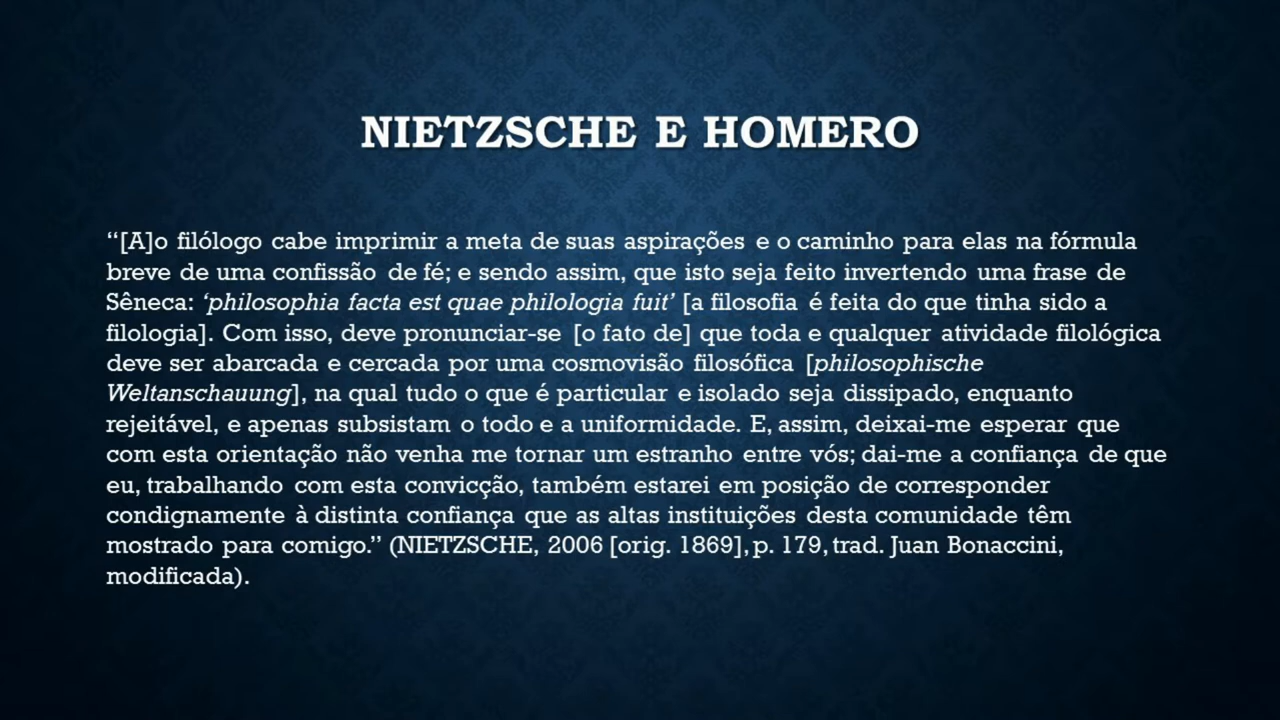 NIETZSCHE E HOMERO
“[A]o filólogo cabe imprimir a meta de suas aspirações e o caminho para elas na fórmula
breve de uma confissão de fé; e sendo assim, que isto seja feito invertendo uma frase de
Sêneca: ‘philosophia facta est quae philologia fuit’ [a filosofia é feita do que tinha sido a
filologia]. Com isso, deve pronunciar-se [o fato de] que toda e qualquer atividade filológica
deve ser abarcada e cercada por uma cosmovisão filosófica [philosophische
Weltanschauung], na qual tudo o que é particular e isolado seja dissipado, enquanto
rejeitável, e apenas subsistam o todo e a uniformidade. E, assim, deixai-me esperar que
com esta orientação não venha me tornar um estranho entre vós; dai-me a confiança de que
eu, trabalhando com esta convicção, também estarei em posição de corresponder
condignamente à distinta confiança que as altas instituições desta comunidade têm
mostrado para comigo.” (NIETZSCHE, 2006 [orig. 1869], p. 179, trad. Juan Bonaccini,
modificada).